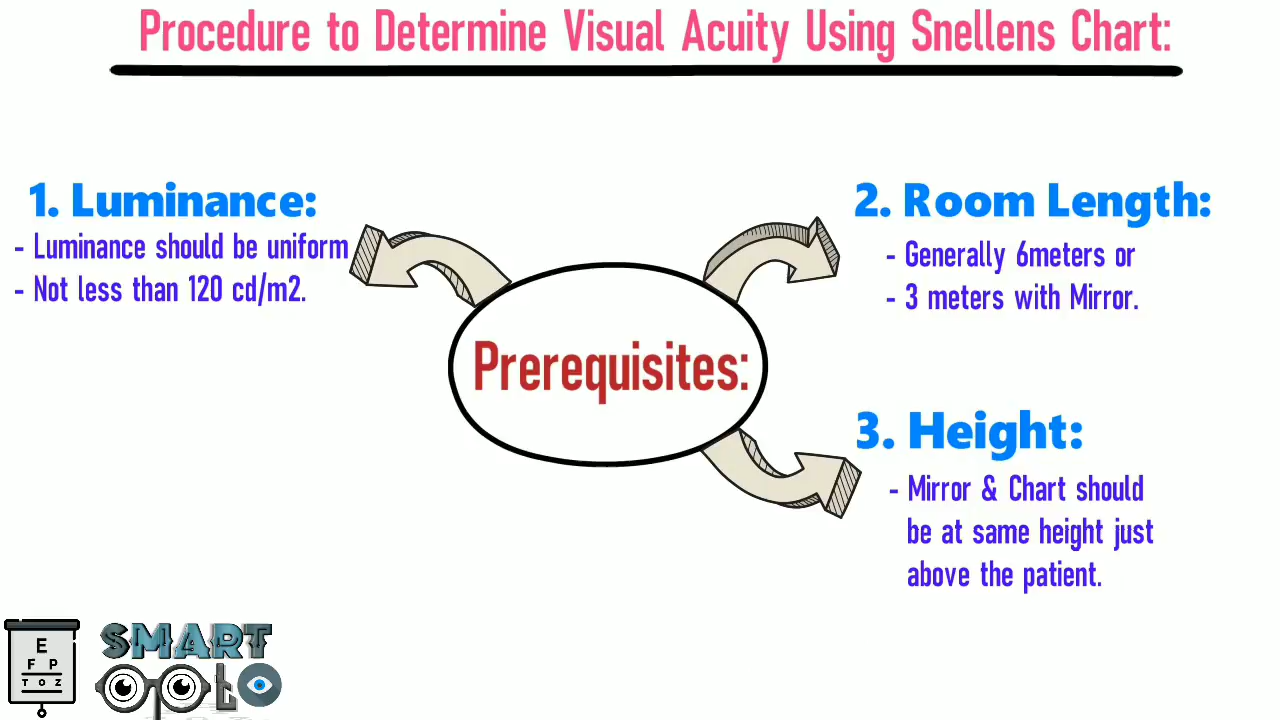 Procedure to Determine Visual Acuity Using Snellens Chart:
1. Luminance:
- Luminance should be uniform
- Not less than 120 cd/m2.
2. Room Length:
- Generally 6meters or
- 3 meters with Mirror.
Prerequisites:
3. Height:
- Mirror & Chart should
be at same height just
above the patient.
E
F P
T O Z
SMART